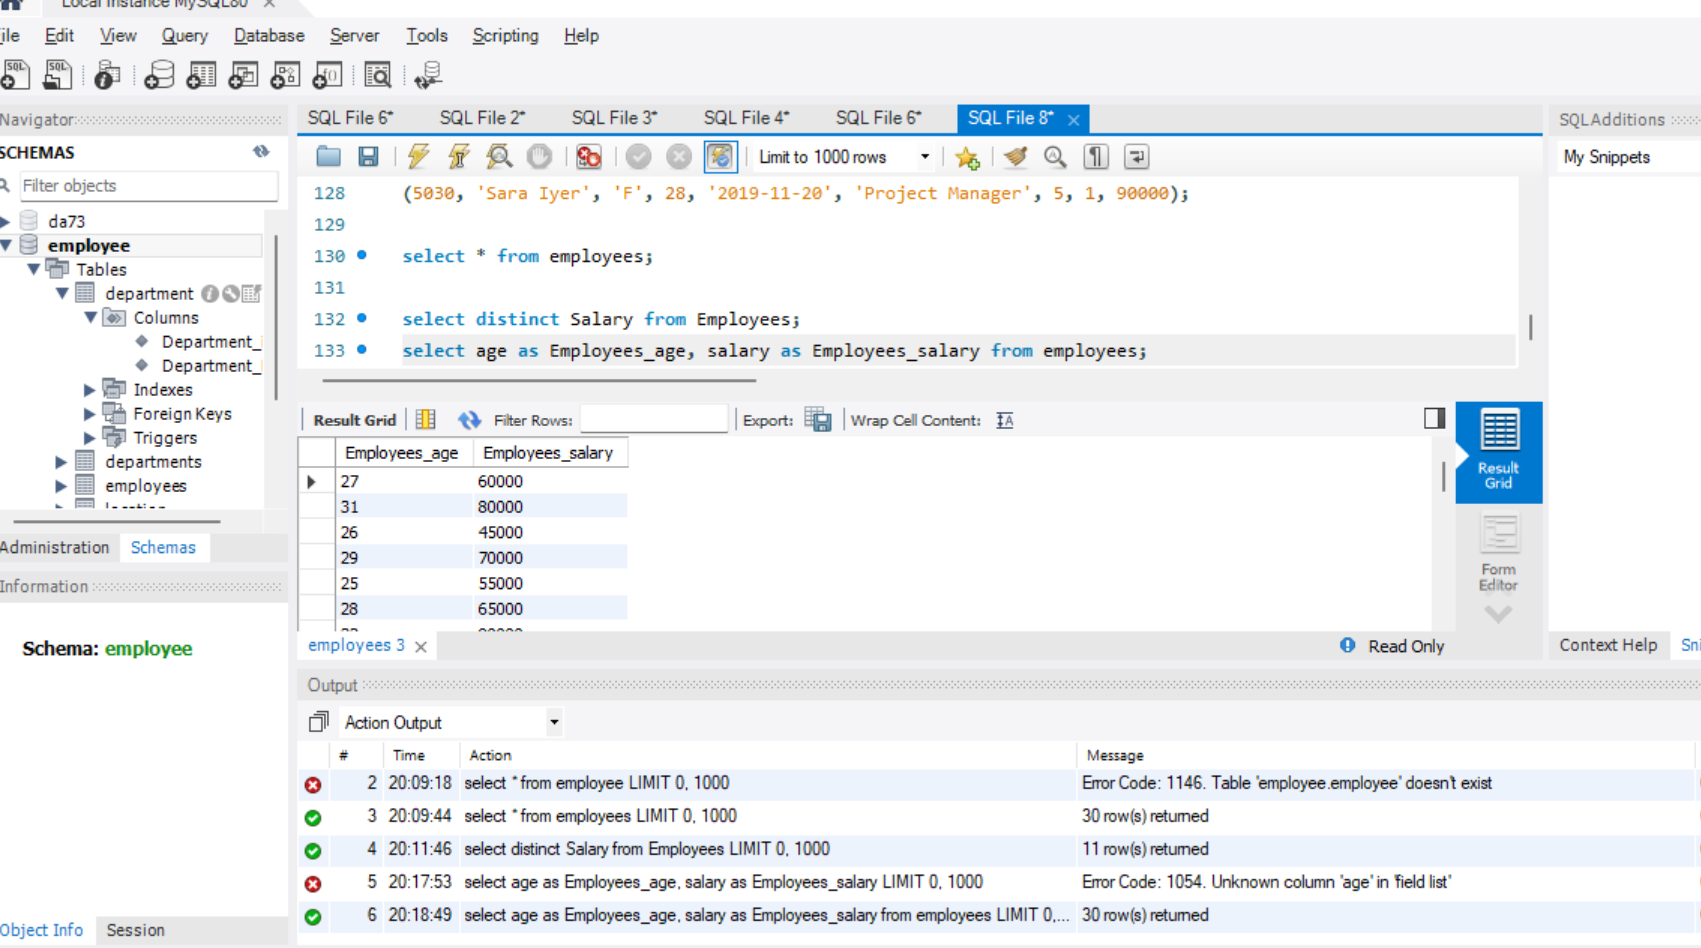 Local instance MySQL80 ×
ile Edit View Query Database Server Tools Scripting Help
Navigator
SCHEMAS
Filter objects
da73
employee
Tables
department
Columns
Department_i
Department_l
Indexes
Foreign Keys
Triggers
departments
employees
location
Administration Schemas
Information
Schema: employee
Object Info Session
SQL File 6* SQL File 2* SQL File 3* SQL File 4* SQL File 6* SQL File 8* ×
Limit to 1000 rows
128 (5030, 'Sara Iyer', 'F', 28, '2019-11-20', 'Project Manager', 5, 1, 90000);
129
130 select * from employees;
131
132 select distinct Salary from Employees;
133 select age as Employees_age, salary as Employees_salary from employees;
Result Grid Filter Rows: Export: Wrap Cell Content:
Employees_age Employees_salary
27 60000
31 80000
26 45000
29 70000
25 55000
28 65000
Result Grid
Form Editor
employees 3 ×
Read Only
SQLAdditions
My Snippets
Context Help Sni
Output
Action Output
# Time Action Message
2 20:09:18 select * from employee LIMIT 0, 1000 Error Code: 1146. Table 'employee.employee' doesn't exist
3 20:09:44 select * from employees LIMIT 0, 1000 30 row(s) returned
4 20:11:46 select distinct Salary from Employees LIMIT 0, 1000 11 row(s) returned
5 20:17:53 select age as Employees_age, salary as Employees_salary LIMIT 0, 1000 Error Code: 1054. Unknown column 'age' in 'field list'
6 20:18:49 select age as Employees_age, salary as Employees_salary from employees LIMIT 0,... 30 row(s) returned